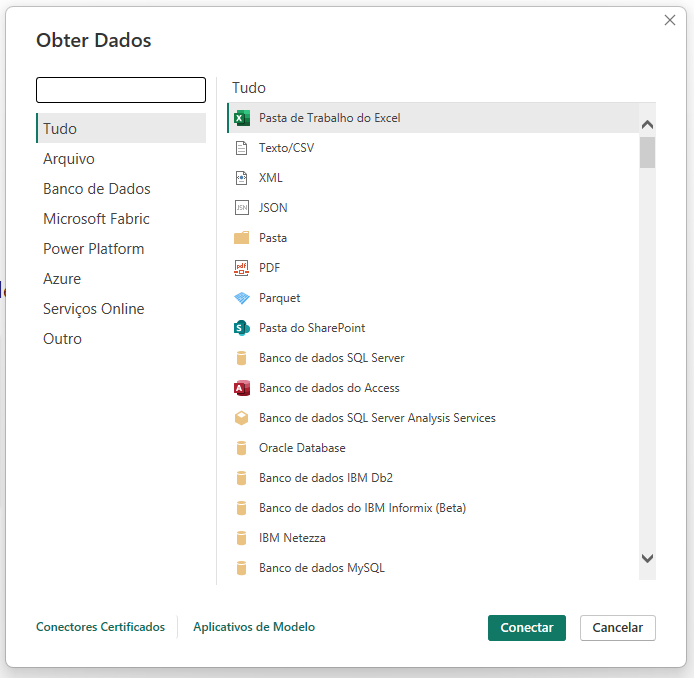 Obter Dados
Tudo
Arquivo
Banco de Dados
Microsoft Fabric
Power Platform
Azure
Serviços Online
Outro
Tudo
Pasta de Trabalho do Excel
Texto/CSV
XML
JSON
Pasta
PDF
Parquet
Pasta do SharePoint
Banco de dados SQL Server
Banco de dados do Access
Banco de dados SQL Server Analysis Services
Oracle Database
Banco de dados IBM Db2
Banco de dados do IBM Informix (Beta)
IBM Netezza
Banco de dados MySQL
Conectores Certificados
Aplicativos de Modelo
Conectar
Cancelar